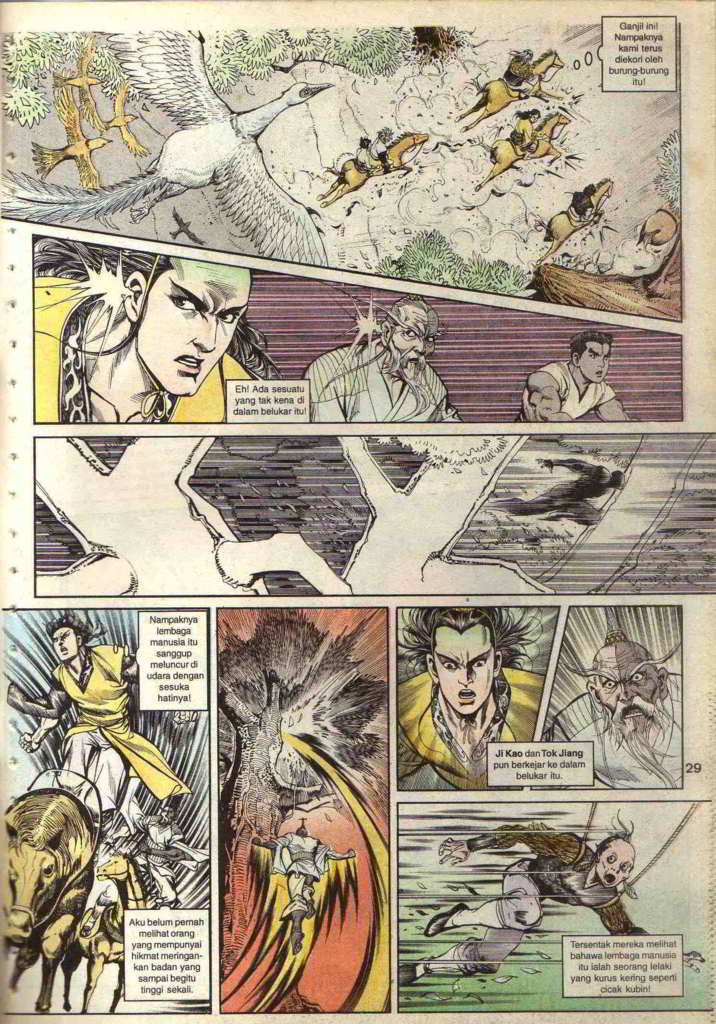 Ganjil ini!
Nampaknya
kami terus
diekori oleh
burung-burung
itu!
Eh! Ada sesuatu
yang tak kena di
dalam belukar itu!
Nampaknya
lembaga
manusia itu
sanggup
meluncur di
udara dengan
sesuka
hatinya!
Aku belum pernah
melihat orang
yang mempunyai
hikmat meringan-
kan badan yang
sampai begitu
tinggi sekali.
Ji Kao dan Tok Jiang
pun berkejar ke dalam
belukar itu.
29
Tersentak mereka melihat
bahawa lembaga manusia
itu ialah seorang lelaki
yang kurus kering seperti
cicak kubin!